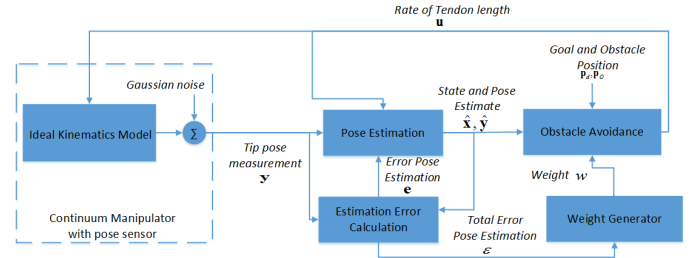 Rate of Tendon length
u
Goal and Obstacle
Position
p_d, p_O
Gaussian noise
State and Pose
Estimate
x̂, ŷ
Ideal Kinematics Model
Σ
Pose Estimation
Obstacle Avoidance
Tip pose
measurement
y
Error Pose
Estimation
e
Weight w
Continuum Manipulator
with pose sensor
Estimation Error
Calculation
Total Error
Pose Estimation
ε
Weight Generator